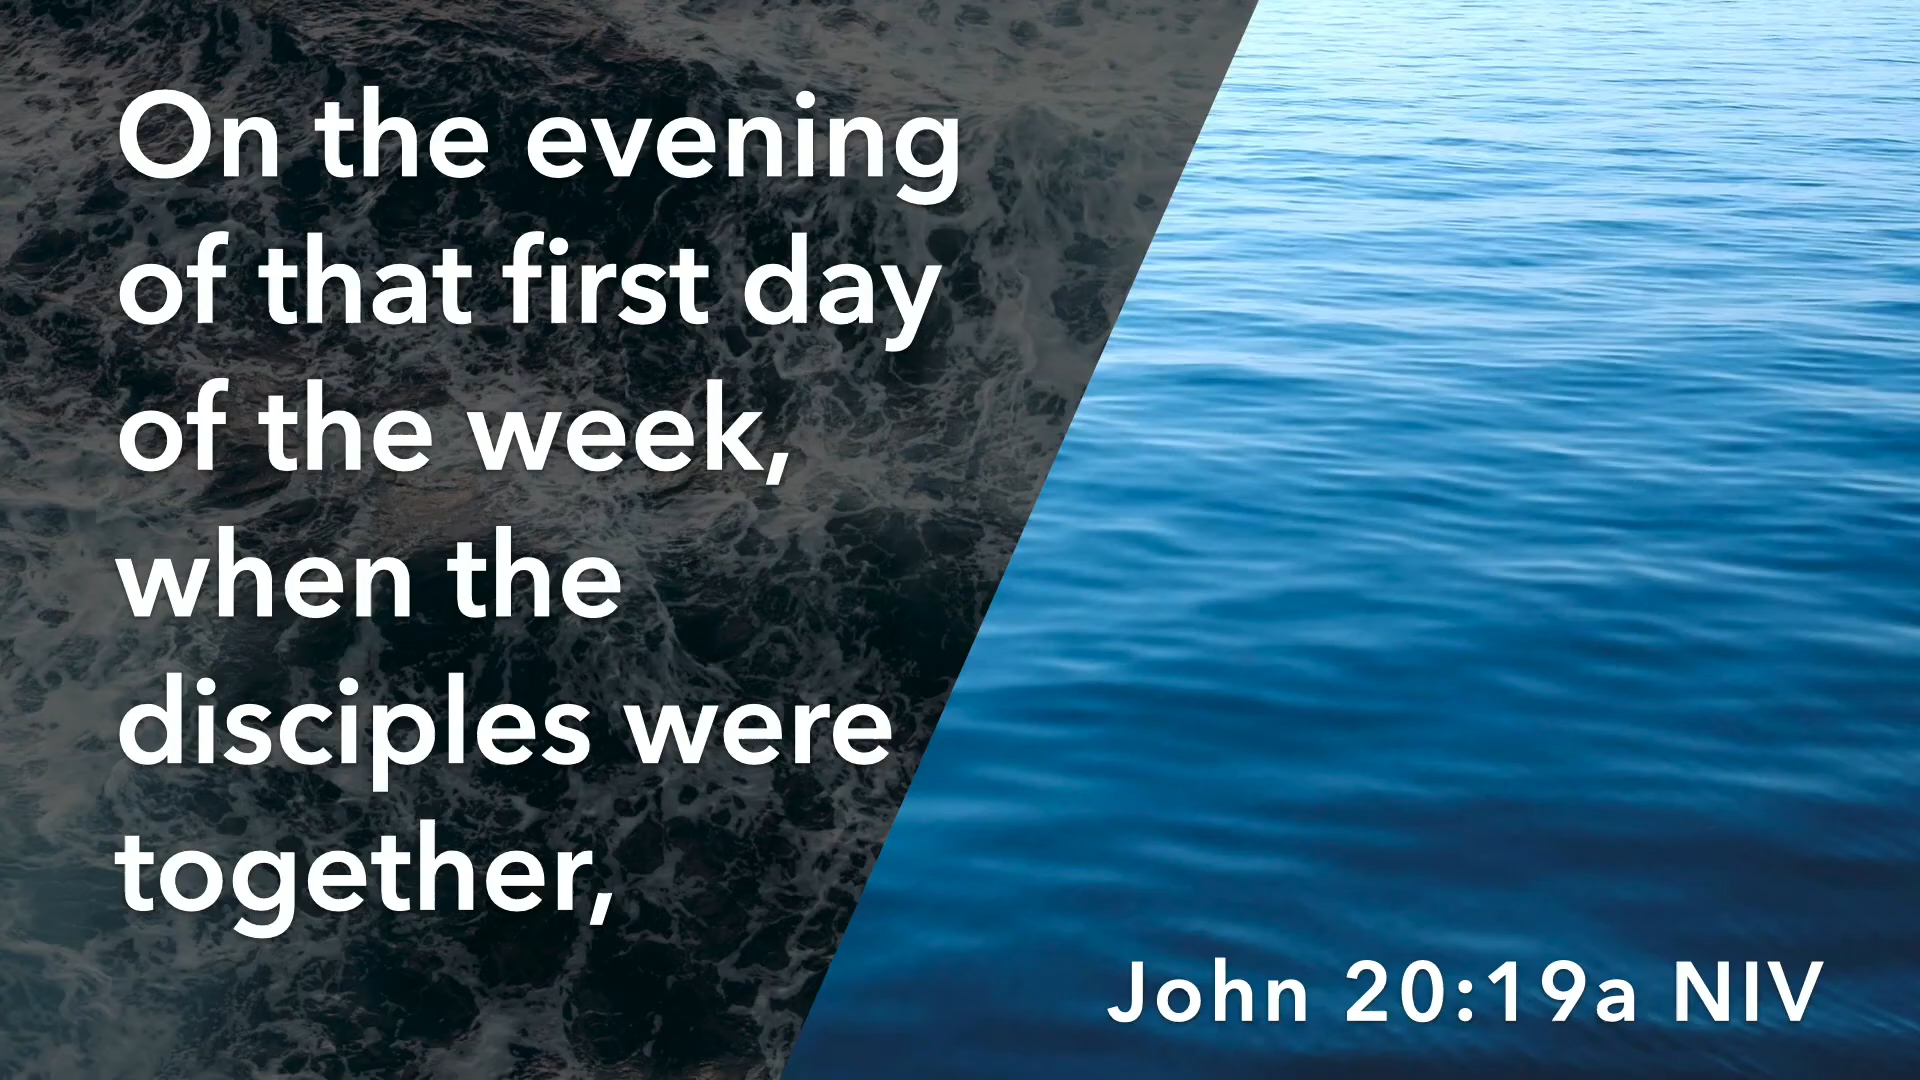 On the evening
of that first day
of the week,
when the
disciples were
together,
John 20:19a NIV